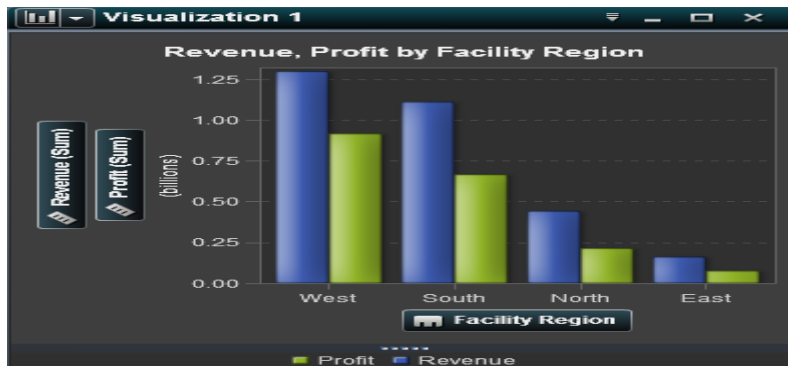 Visualization 1
Revenue, Profit by Facility Region
Revenue (Sum)
Profit (Sum)
(billions)
1.25
1.00
0.75
0.50
0.25
0.00
West South North East
Facility Region
Profit Revenue